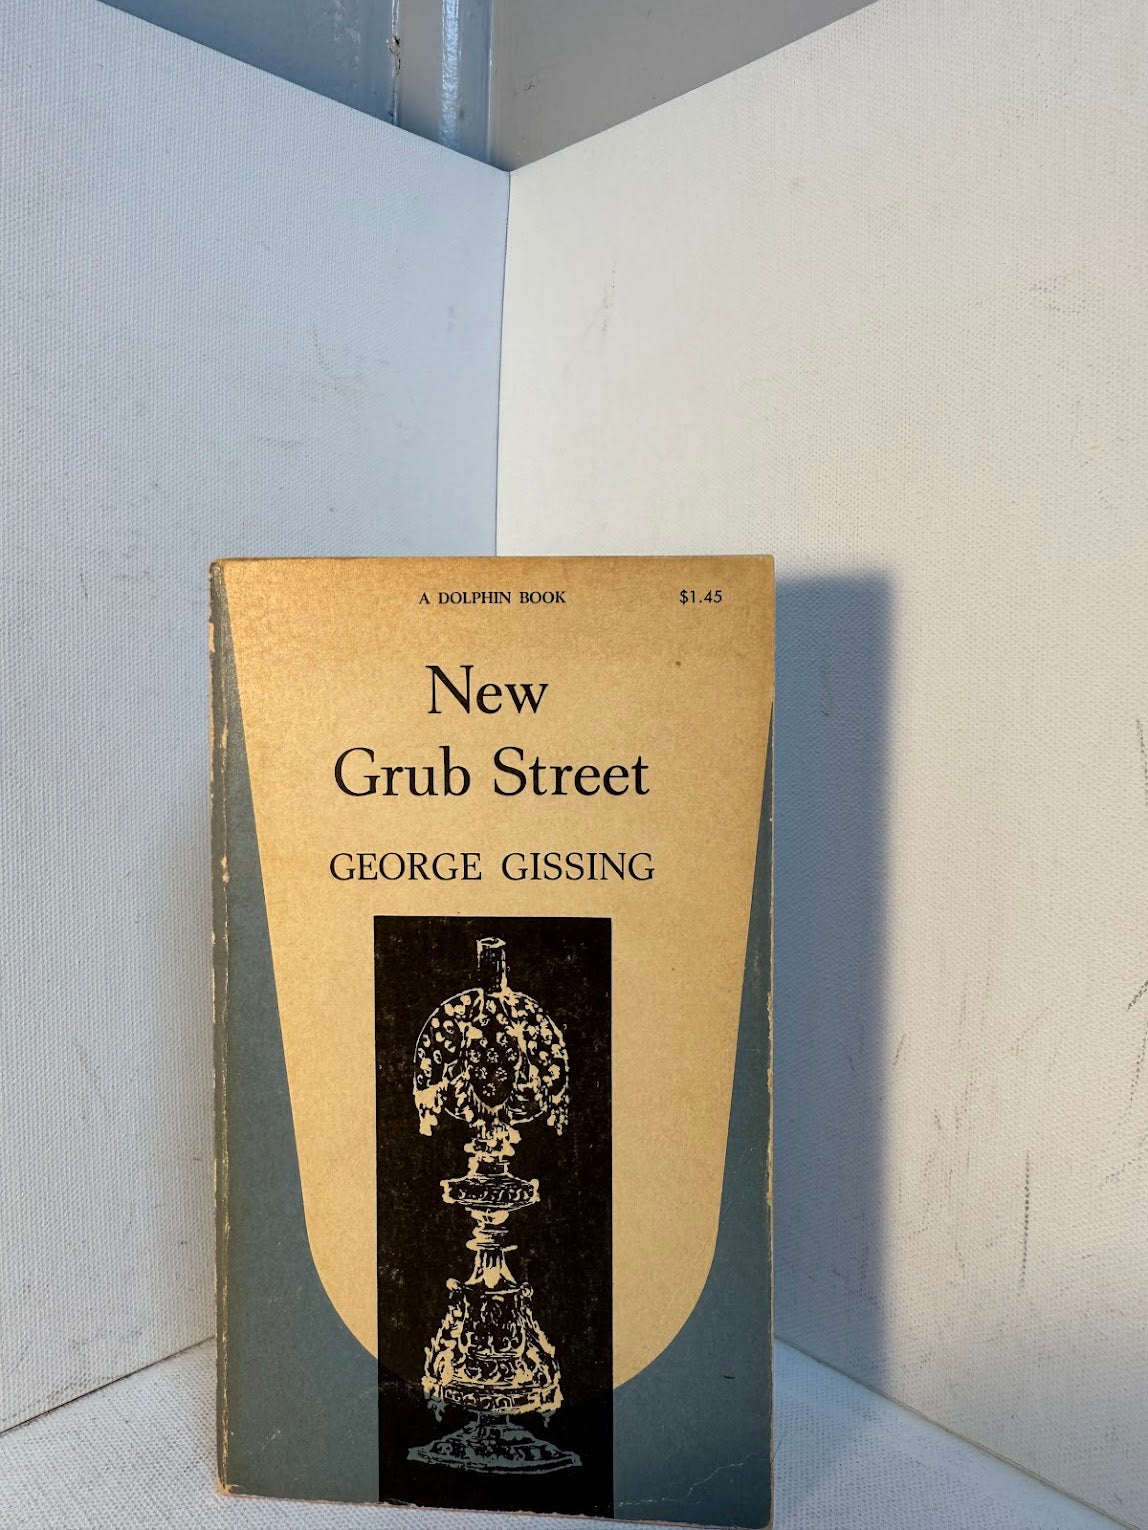 A DOLPHIN BOOK $1.45
New
Grub Street
GEORGE GISSING